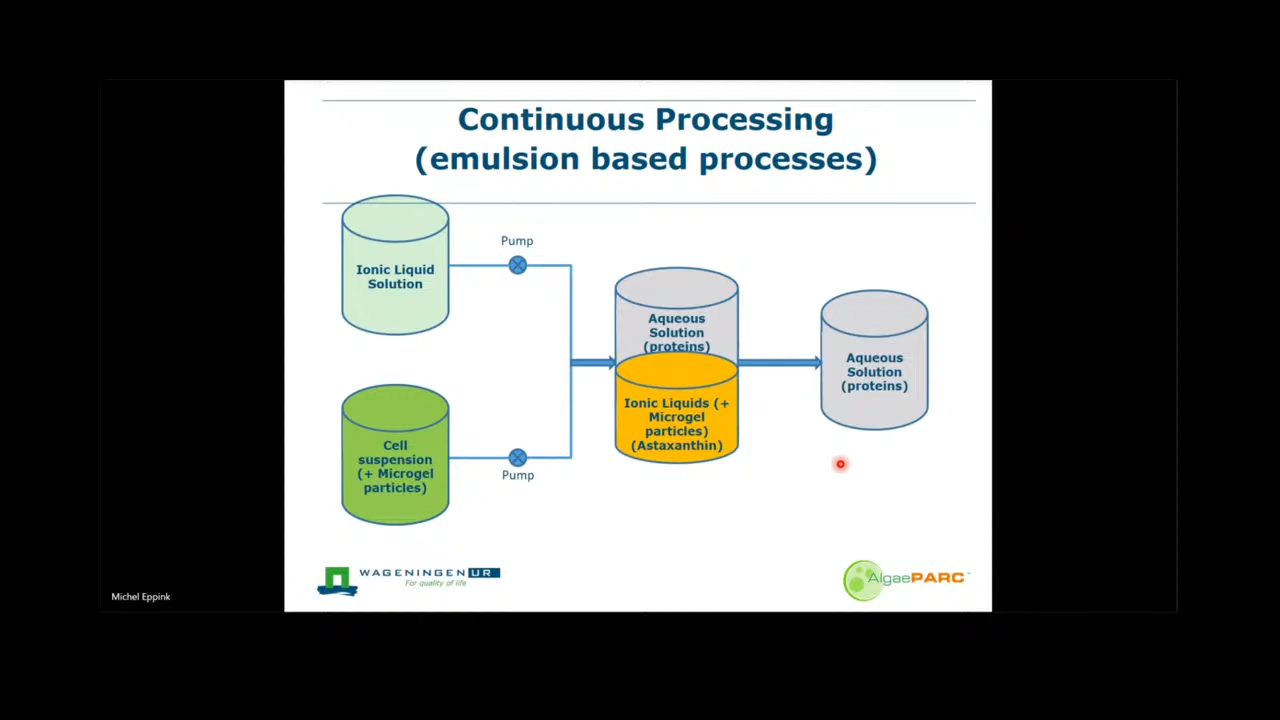 Continuous Processing
(emulsion based processes)
Pump
Ionic Liquid
Solution
Aqueous
Solution
(proteins)
Aqueous
Solution
(proteins)
Ionic Liquids (+
Microgel
particles)
(Astaxanthin)
Cell
suspension
(+ Microgel
particles)
Pump
WAGENINGEN UR
For quality of life
AlgaePARC™
Michel Eppink